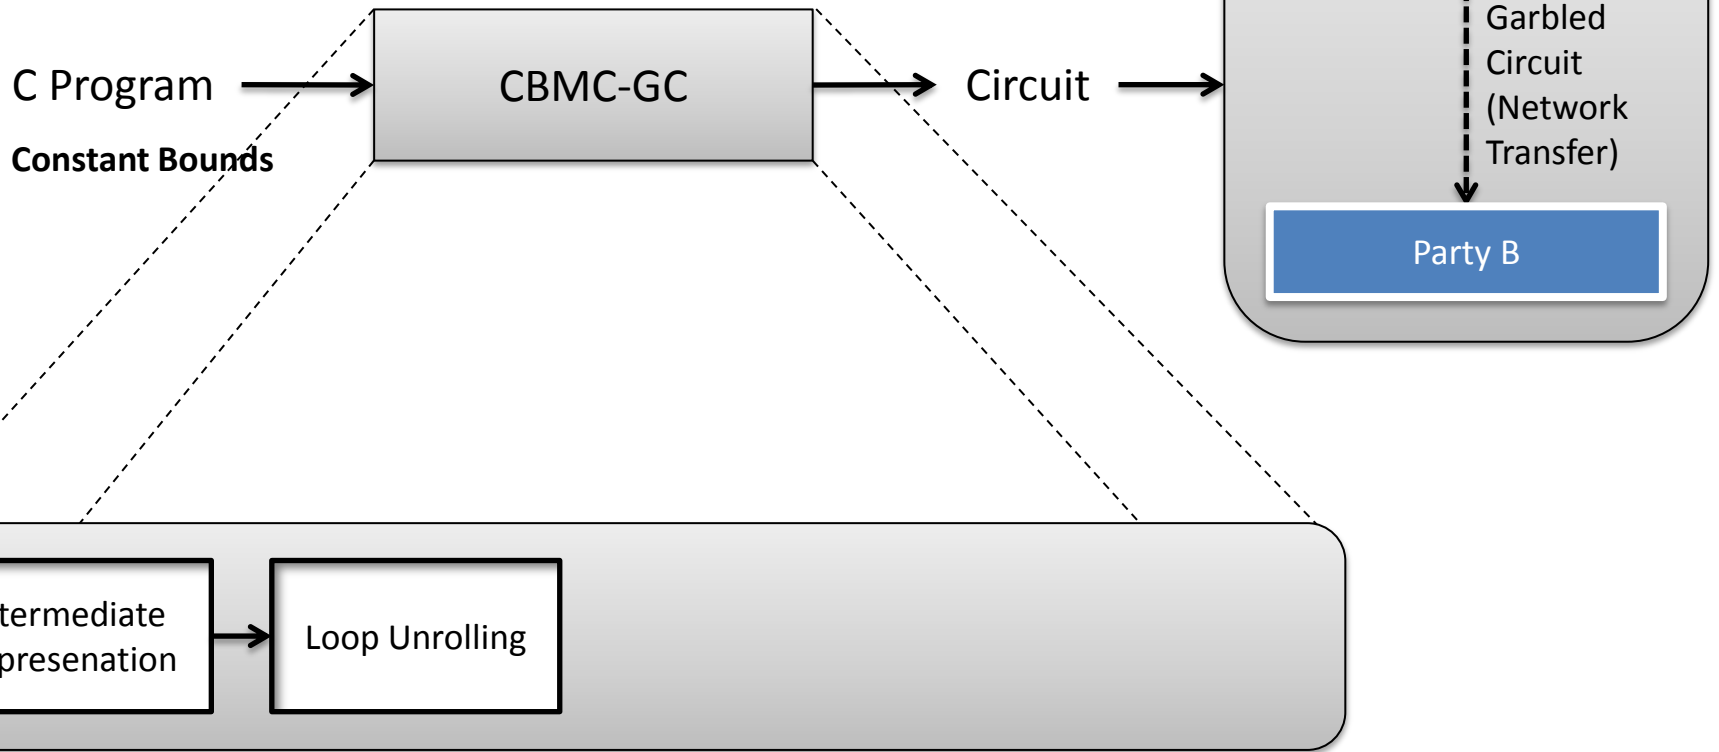 Garbled
Circuit
(Network
Transfer)
C Program
CBMC-GC
Circuit
Constant Bounds
Party B
termediate
presenation
Loop Unrolling